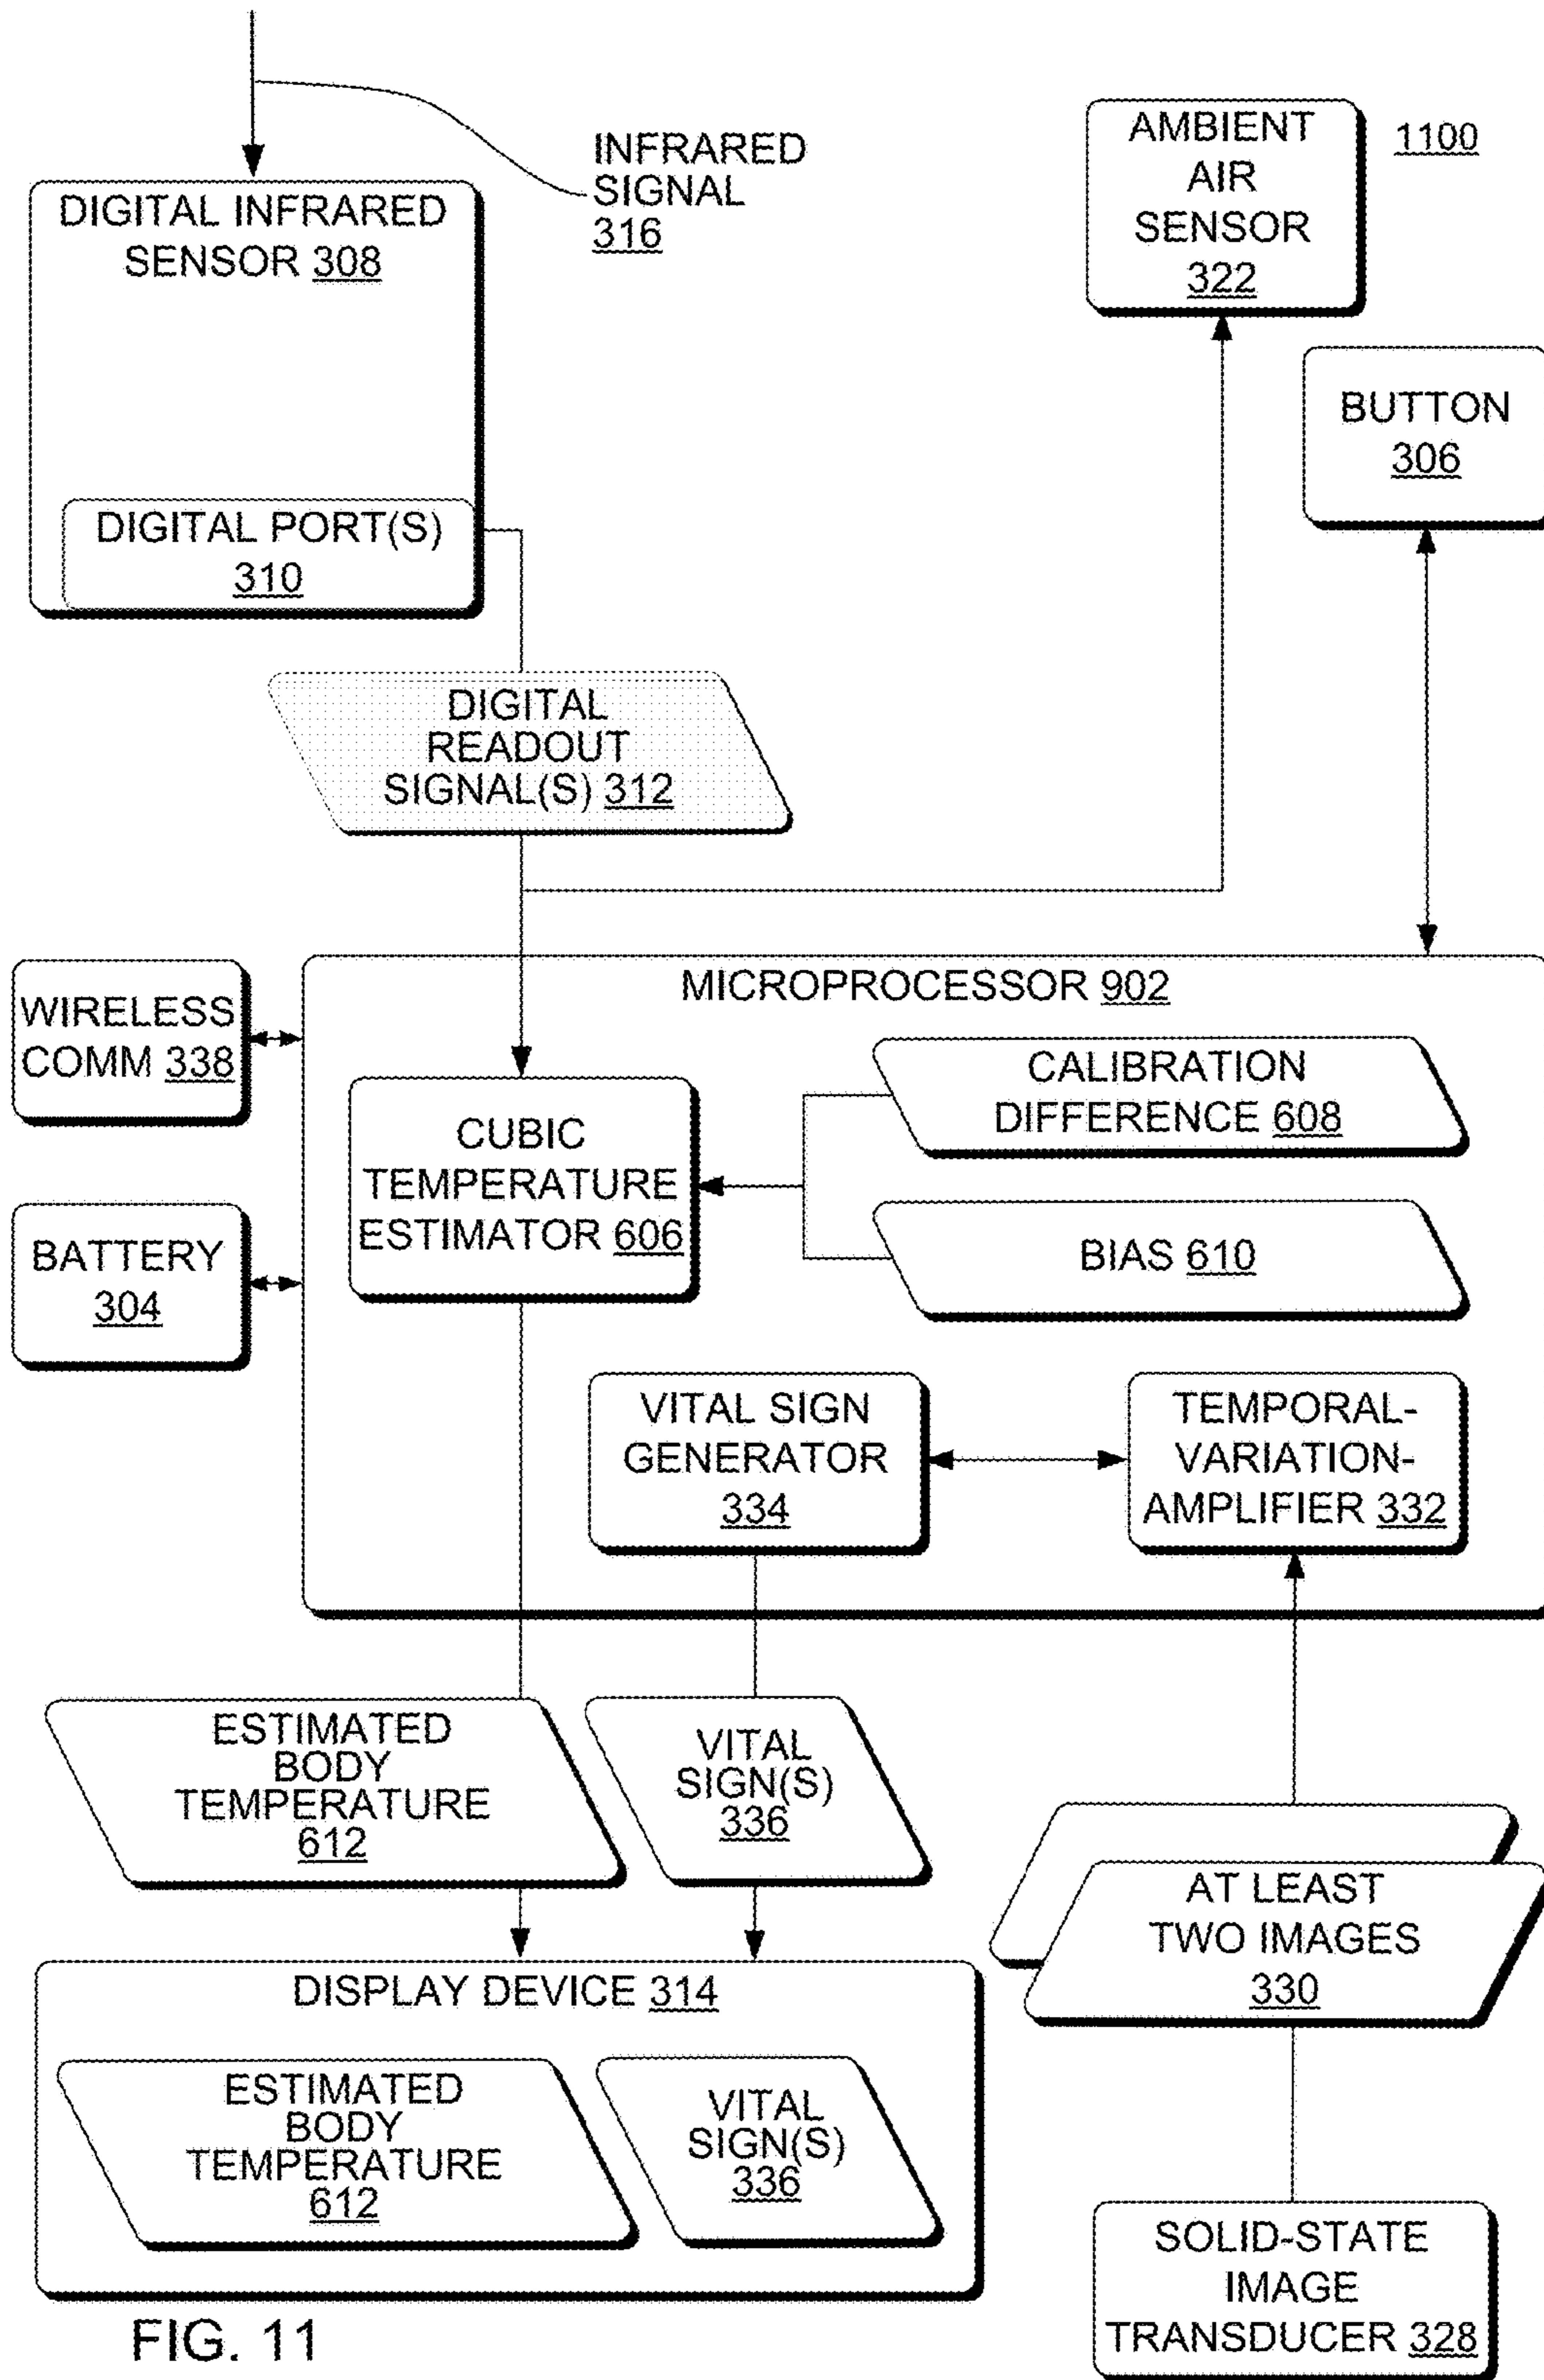 INFRARED
SIGNAL
316
AMBIENT
AIR
SENSOR
322
1100
DIGITAL INFRARED
SENSOR 308
BUTTON
306
DIGITAL PORT(S)
310
DIGITAL
READOUT
SIGNAL(S) 312
MICROPROCESSOR 902
WIRELESS
COMM 338
CALIBRATION
DIFFERENCE 608
CUBIC
TEMPERATURE
ESTIMATOR 606
BATTERY
304
BIAS 610
VITAL SIGN
GENERATOR
334
TEMPORAL-
VARIATION-
AMPLIFIER 332
ESTIMATED
BODY
TEMPERATURE
612
VITAL
SIGN(S)
336
AT LEAST
TWO IMAGES
330
DISPLAY DEVICE 314
ESTIMATED
BODY
TEMPERATURE
612
VITAL
SIGN(S)
336
SOLID-STATE
IMAGE
TRANSDUCER 328
FIG. 11